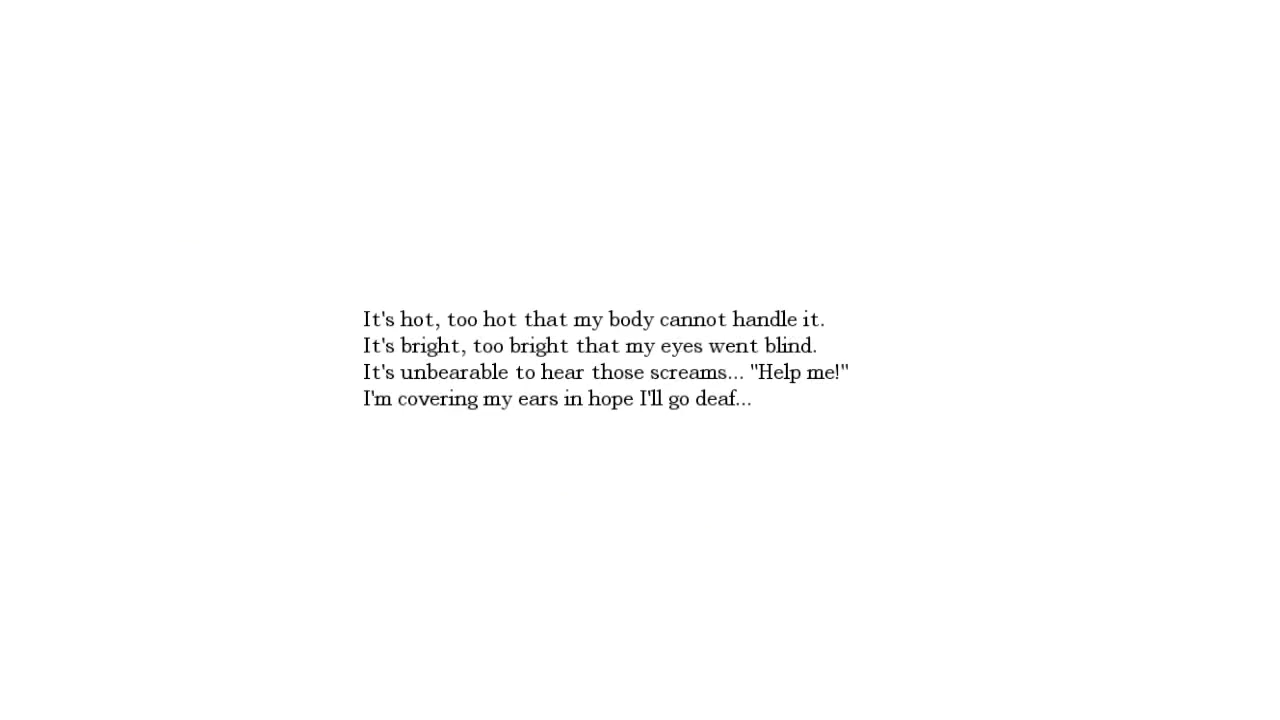 It's hot, too hot that my body cannot handle it.
It's bright, too bright that my eyes went blind.
It's unbearable to hear those screams... "Help me!"
I'm covering my ears in hope I'll go deaf...